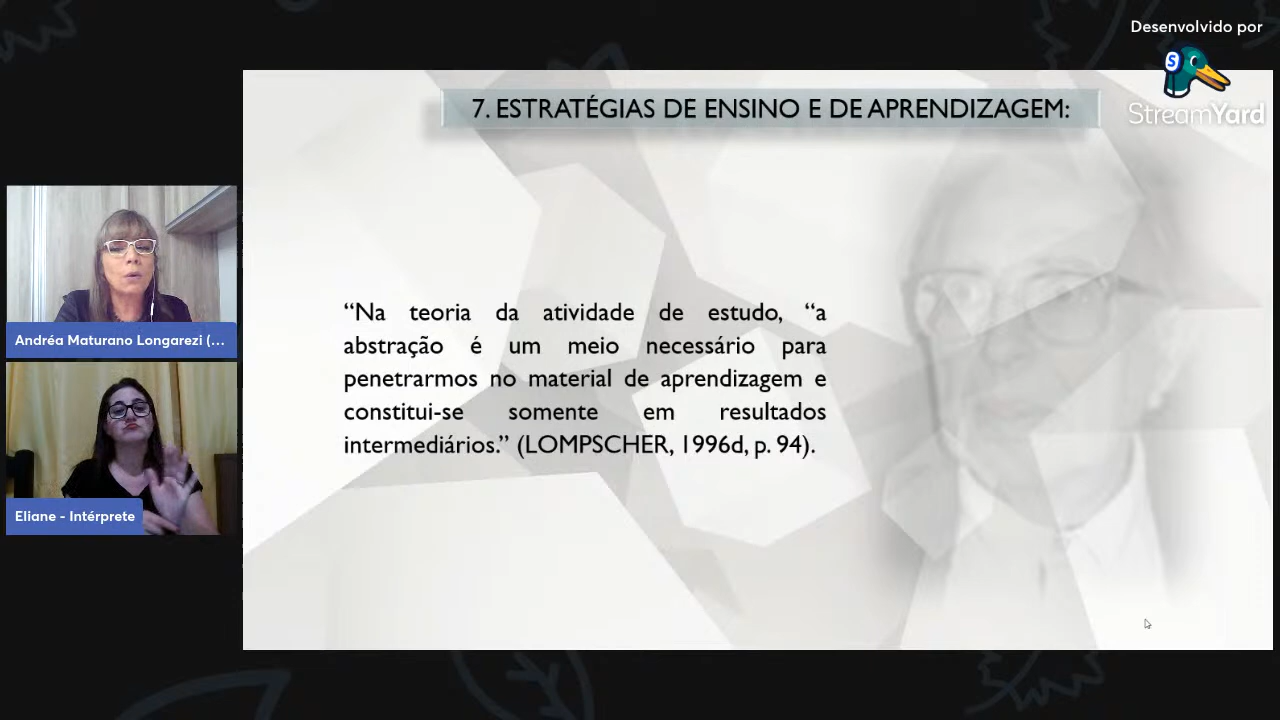 Desenvolvido por
StreamYard
7. ESTRATÉGIAS DE ENSINO E DE APRENDIZAGEM:
“Na teoria da atividade de estudo, “a
abstração é um meio necessário para
penetrarmos no material de aprendizagem e
constitui-se somente em resultados
intermediários.” (LOMPSCHER, 1996d, p. 94).
Andréa Maturano Longarezi (...
Eliane - Intérprete